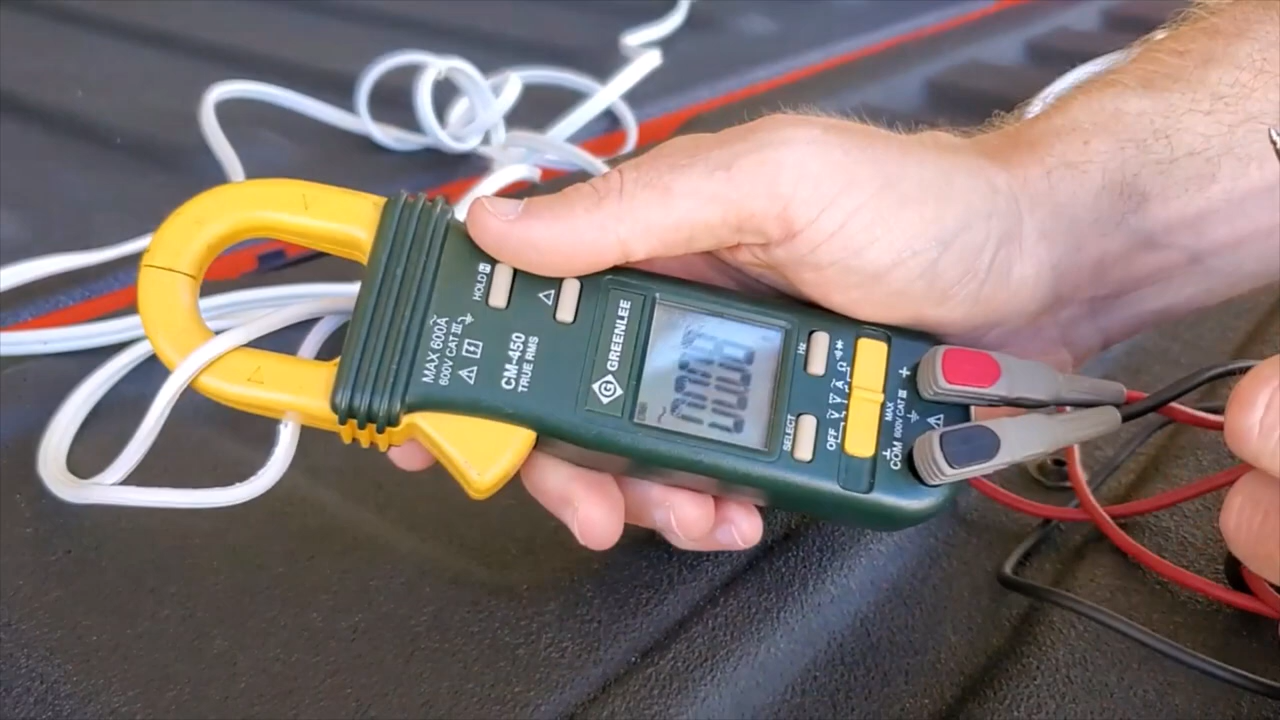 HOLD H
MAX 600A
600V CAT III
CM-450
TRUE RMS
G GREENLEE
Hz
SELECT
OFF V V A Ω
MAX
600V CAT III
COM +